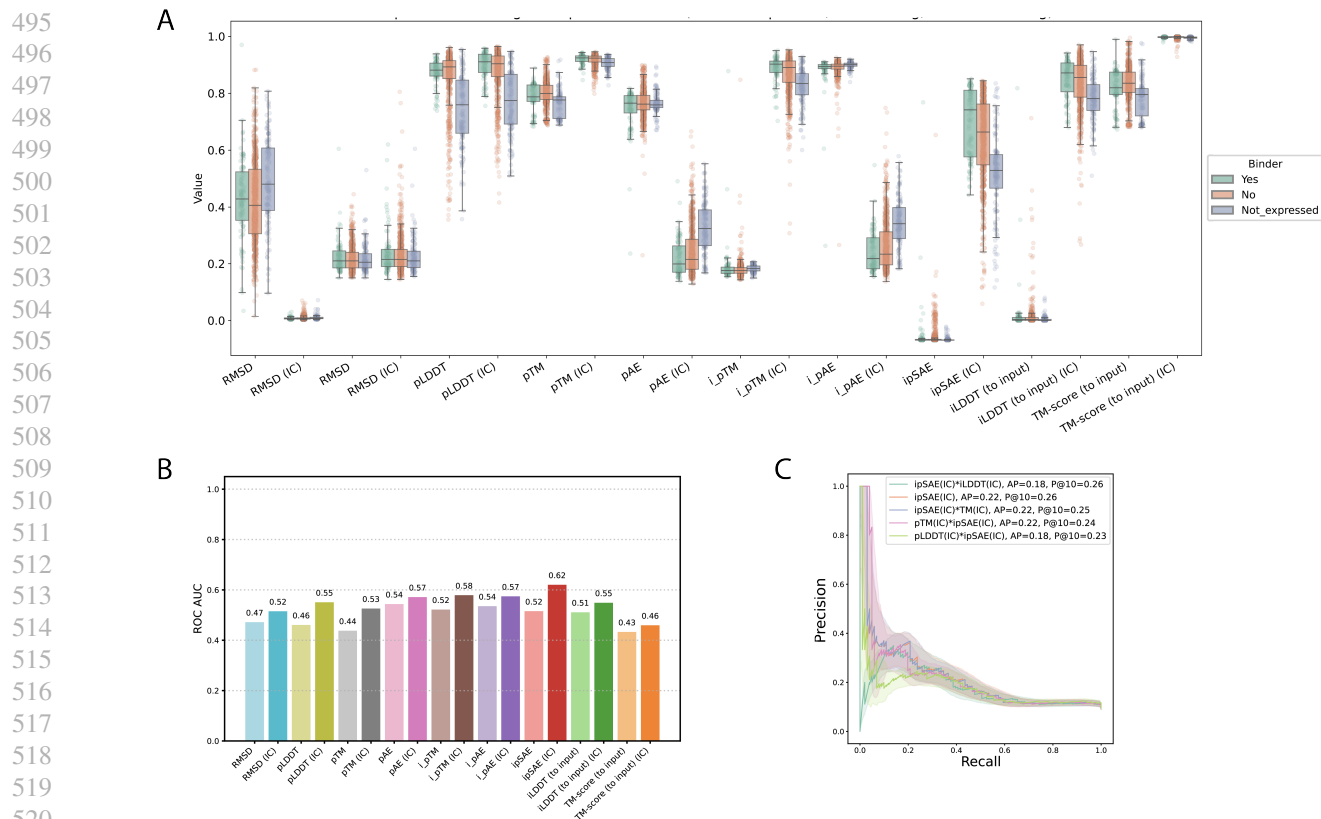 495
496
497
498
499
500
501
502
503
504
505
506
507
508
509
510
511
512
513
514
515
516
517
518
519
520
A
1.0
0.8
0.6
0.4
0.2
0.0
Value
RMSD
RMSD (IC)
RMSD
RMSD (IC)
pLDDT
pLDDT (IC)
pTM
pTM (IC)
pAE
pAE (IC)
i_pTM
i_pTM (IC)
i_pAE
i_pAE (IC)
ipSAE
ipSAE (IC)
iLDDT (to input)
iLDDT (to input) (IC)
TM-score (to input)
TM-score (to input) (IC)
Binder
Yes
No
Not_expressed
B
1.0
0.8
0.6
0.4
0.2
0.0
ROC AUC
0.47
0.52
0.46
0.55
0.44
0.53
0.54
0.57
0.52
0.58
0.54
0.57
0.52
0.62
0.51
0.55
0.43
0.46
RMSD
RMSD (IC)
pLDDT
pLDDT (IC)
pTM
pTM (IC)
pAE
pAE (IC)
i_pTM
i_pTM (IC)
i_pAE
i_pAE (IC)
ipSAE
ipSAE (IC)
iLDDT (to input)
iLDDT (to input) (IC)
TM-score (to input)
TM-score (to input) (IC)
C
ipSAE(IC)*iLDDT(IC), AP=0.18, P@10=0.26
ipSAE(IC), AP=0.22, P@10=0.26
ipSAE(IC)*TM(IC), AP=0.22, P@10=0.25
pTM(IC)*ipSAE(IC), AP=0.22, P@10=0.24
pLDDT(IC)*ipSAE(IC), AP=0.18, P@10=0.23
1.0
0.8
0.6
0.4
0.2
0.0
Precision
0.0
0.2
0.4
0.6
0.8
1.0
Recall